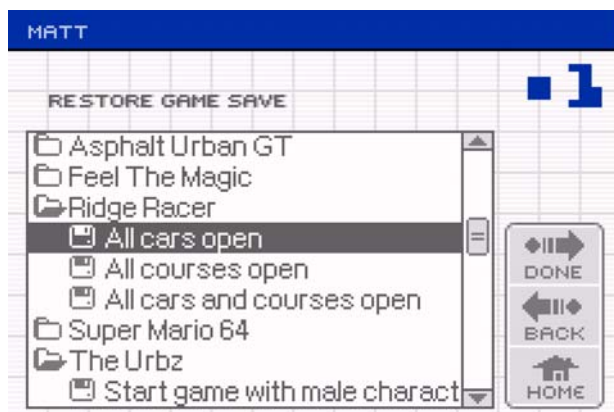 MATT
.1
RESTORE GAME SAVE
Asphalt Urban GT
Feel The Magic
Ridge Racer
All cars open
All courses open
All cars and courses open
Super Mario 64
The Urbz
Start game with male charact
DONE
BACK
HOME